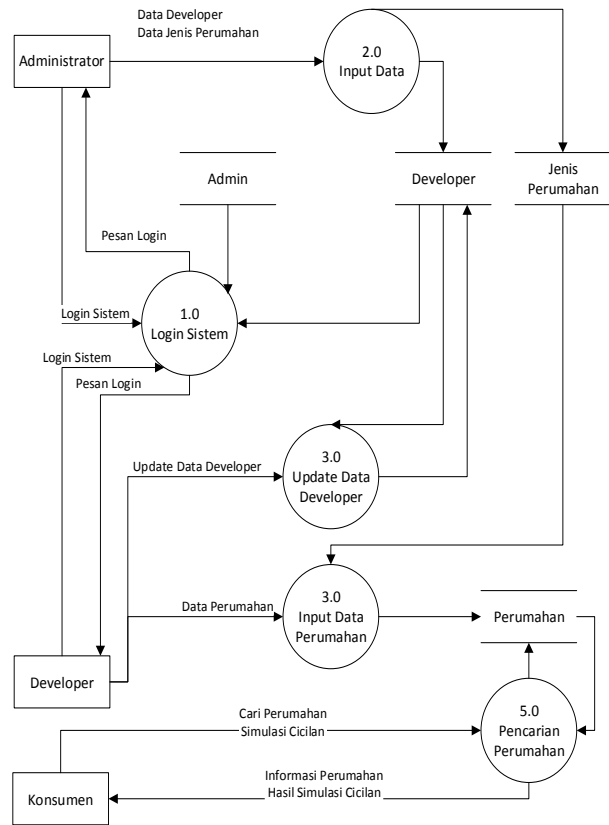 Data Developer
Data Jenis Perumahan
Administrator
2.0
Input Data
Admin
Developer
Jenis
Perumahan
Pesan Login
1.0
Login Sistem
Login Sistem
Login Sistem
Pesan Login
3.0
Update Data
Developer
Update Data Developer
3.0
Input Data
Perumahan
Data Perumahan
Perumahan
Developer
5.0
Pencarian
Perumahan
Cari Perumahan
Simulasi Cicilan
Informasi Perumahan
Hasil Simulasi Cicilan
Konsumen